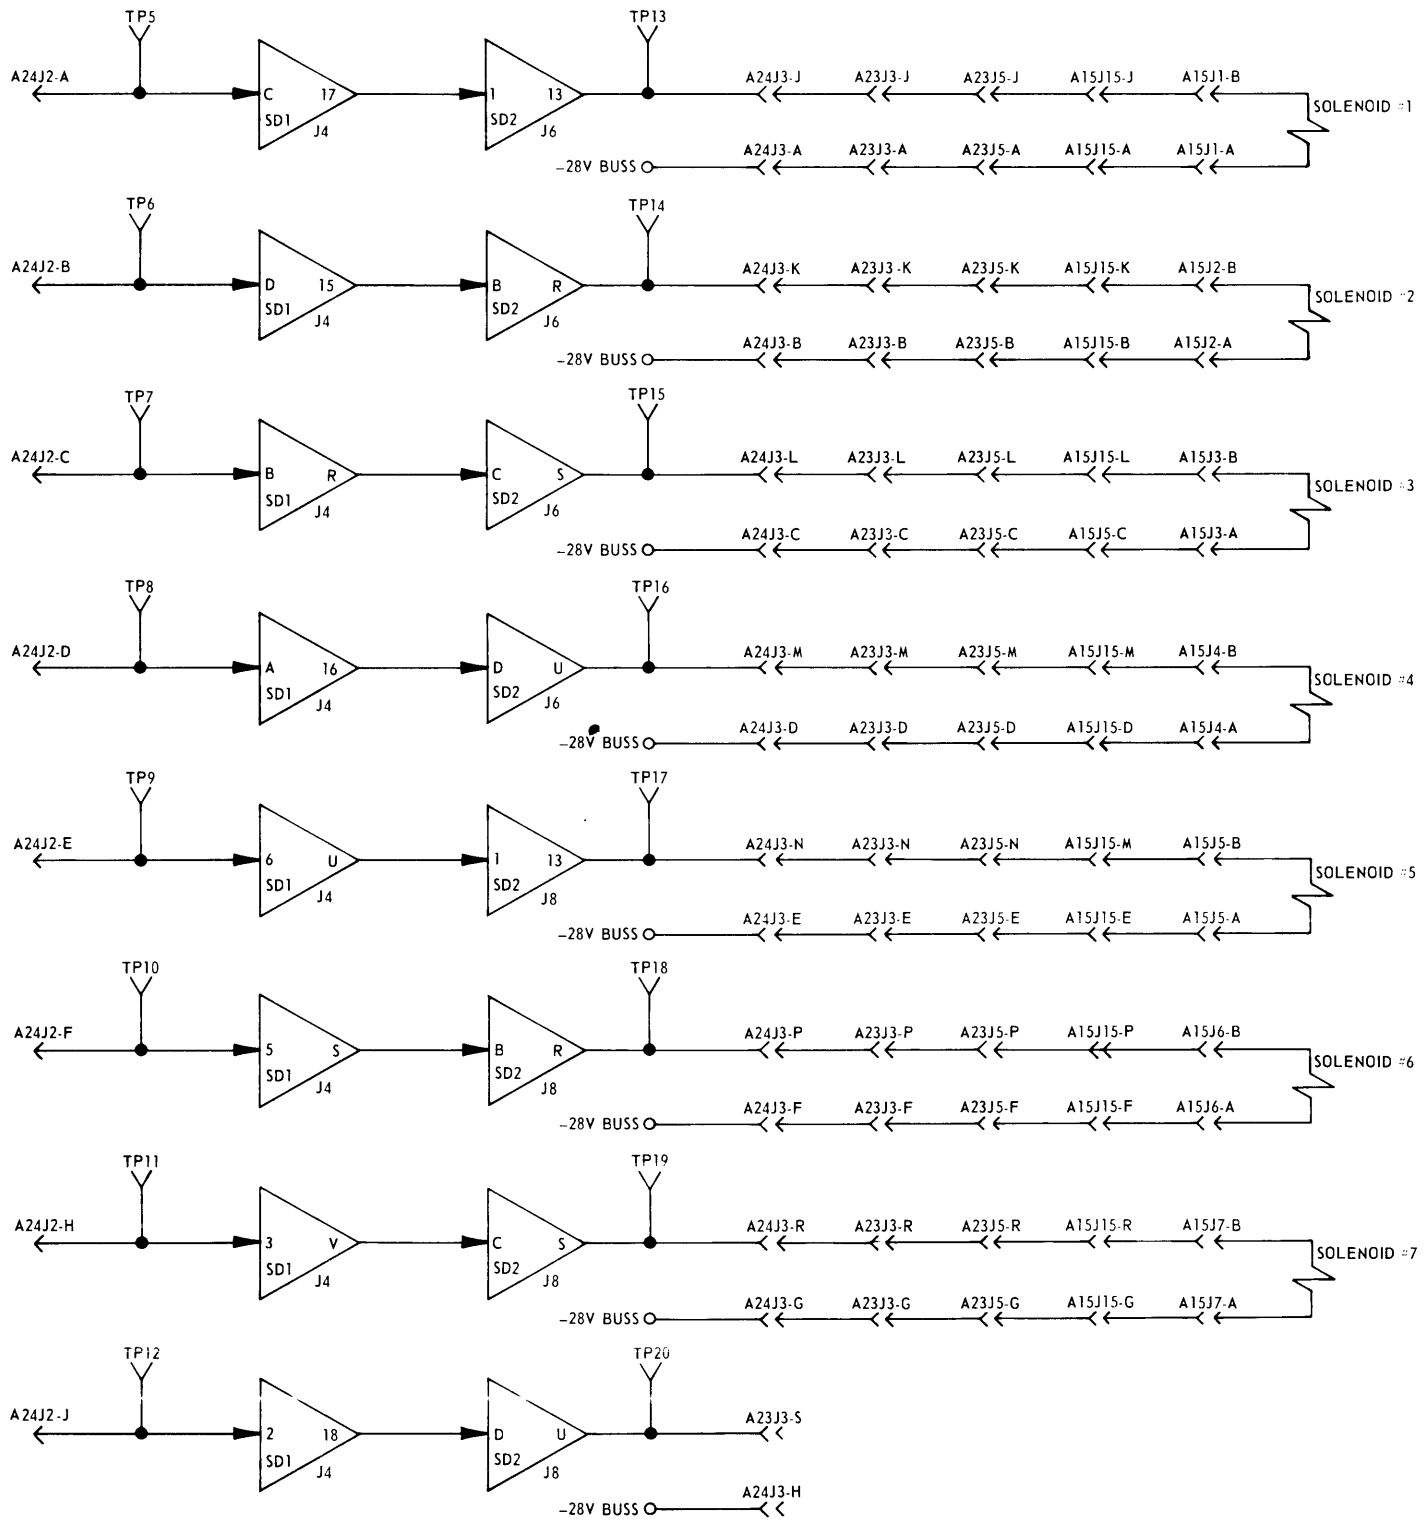 TP5 TP13
A24J2-A C 17 SD1 J4 1 13 SD2 J6 A24J3-J A23J3-J A23J5-J A15J15-J A15J1-B
SOLENOID #1
-28V BUSS A24J3-A A23J3-A A23J5-A A15J15-A A15J1-A
TP6 TP14
A24J2-B D 15 SD1 J4 B R SD2 J6 A24J3-K A23J3-K A23J5-K A15J15-K A15J2-B
SOLENOID #2
-28V BUSS A24J3-B A23J3-B A23J5-B A15J15-B A15J2-A
TP7 TP15
A24J2-C B R SD1 J4 C S SD2 J6 A24J3-L A23J3-L A23J5-L A15J15-L A15J3-B
SOLENOID #3
-28V BUSS A24J3-C A23J3-C A23J5-C A15J5-C A15J3-A
TP8 TP16
A24J2-D A 16 SD1 J4 D U SD2 J6 A24J3-M A23J3-M A23J5-M A15J15-M A15J4-B
SOLENOID #4
-28V BUSS A24J3-D A23J3-D A23J5-D A15J15-D A15J4-A
TP9 TP17
A24J2-E 6 U SD1 J4 1 13 SD2 J8 A24J3-N A23J3-N A23J5-N A15J15-M A15J5-B
SOLENOID #5
-28V BUSS A24J3-E A23J3-E A23J5-E A15J15-E A15J5-A
TP10 TP18
A24J2-F 5 S SD1 J4 B R SD2 J8 A24J3-P A23J3-P A23J5-P A15J15-P A15J6-B
SOLENOID #6
-28V BUSS A24J3-F A23J3-F A23J5-F A15J15-F A15J6-A
TP11 TP19
A24J2-H 3 V SD1 J4 C S SD2 J8 A24J3-R A23J3-R A23J5-R A15J15-R A15J7-B
SOLENOID #7
-28V BUSS A24J3-G A23J3-G A23J5-G A15J15-G A15J7-A
TP12 TP20
A24J2-J 2 18 SD1 J4 D U SD2 J8 A23J3-S
-28V BUSS A24J3-H